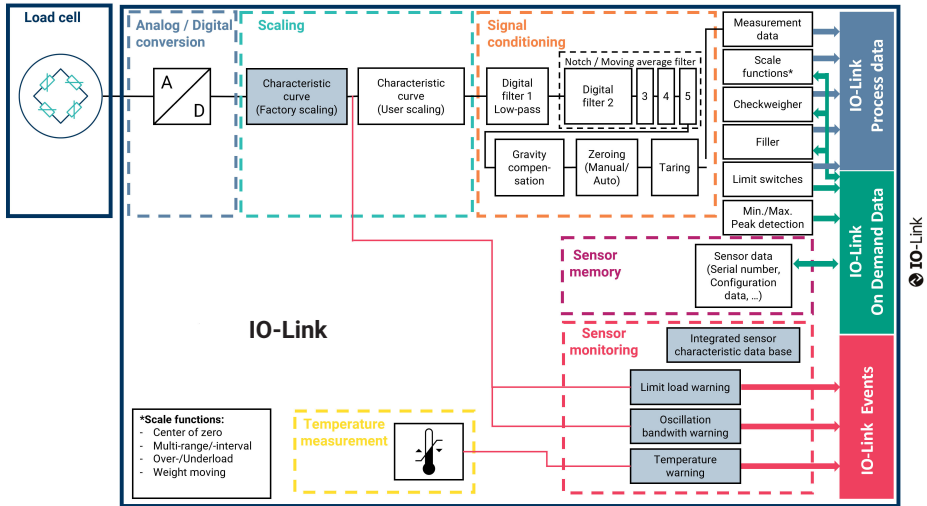 Load cell
Analog / Digital
conversion
A
D
Scaling
Characteristic
curve
(Factory scaling)
Characteristic
curve
(User scaling)
Signal
conditioning
Digital
filter 1
Low-pass
Notch / Moving average filter
Digital
filter 2
3
4
5
Gravity
compen-
sation
Zeroing
(Manual/
Auto)
Taring
Measurement
data
Scale
functions*
Checkweigher
Filler
Limit switches
Min./Max.
Peak detection
IO-Link
Process data
IO-Link
On Demand Data
IO-Link Events
IO-Link
Sensor
memory
Sensor data
(Serial number,
Configuration
data, ...)
IO-Link
Sensor
monitoring
Integrated sensor
characteristic data base
Limit load warning
Oscillation
bandwith warning
Temperature
warning
Temperature
measurement
*Scale functions:
- Center of zero
- Multi-range/-interval
- Over-/Underload
- Weight moving